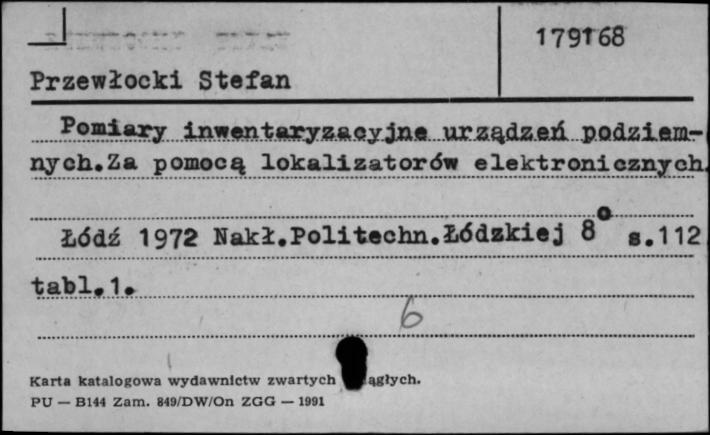 179168
Przewłocki Stefan
Pomiary inwentaryzacyjne urządzeń podziem-
nych.Za pomocą lokalizatorów elektronicznych.
Łódź 1972 Nakł.Politechn.Łódzkiej 8o s.112
tabl.1.
6
Karta katalogowa wydawnictw zwartych ągłych.
PU — B144 Zam. 849/DW/On ZGG — 1991